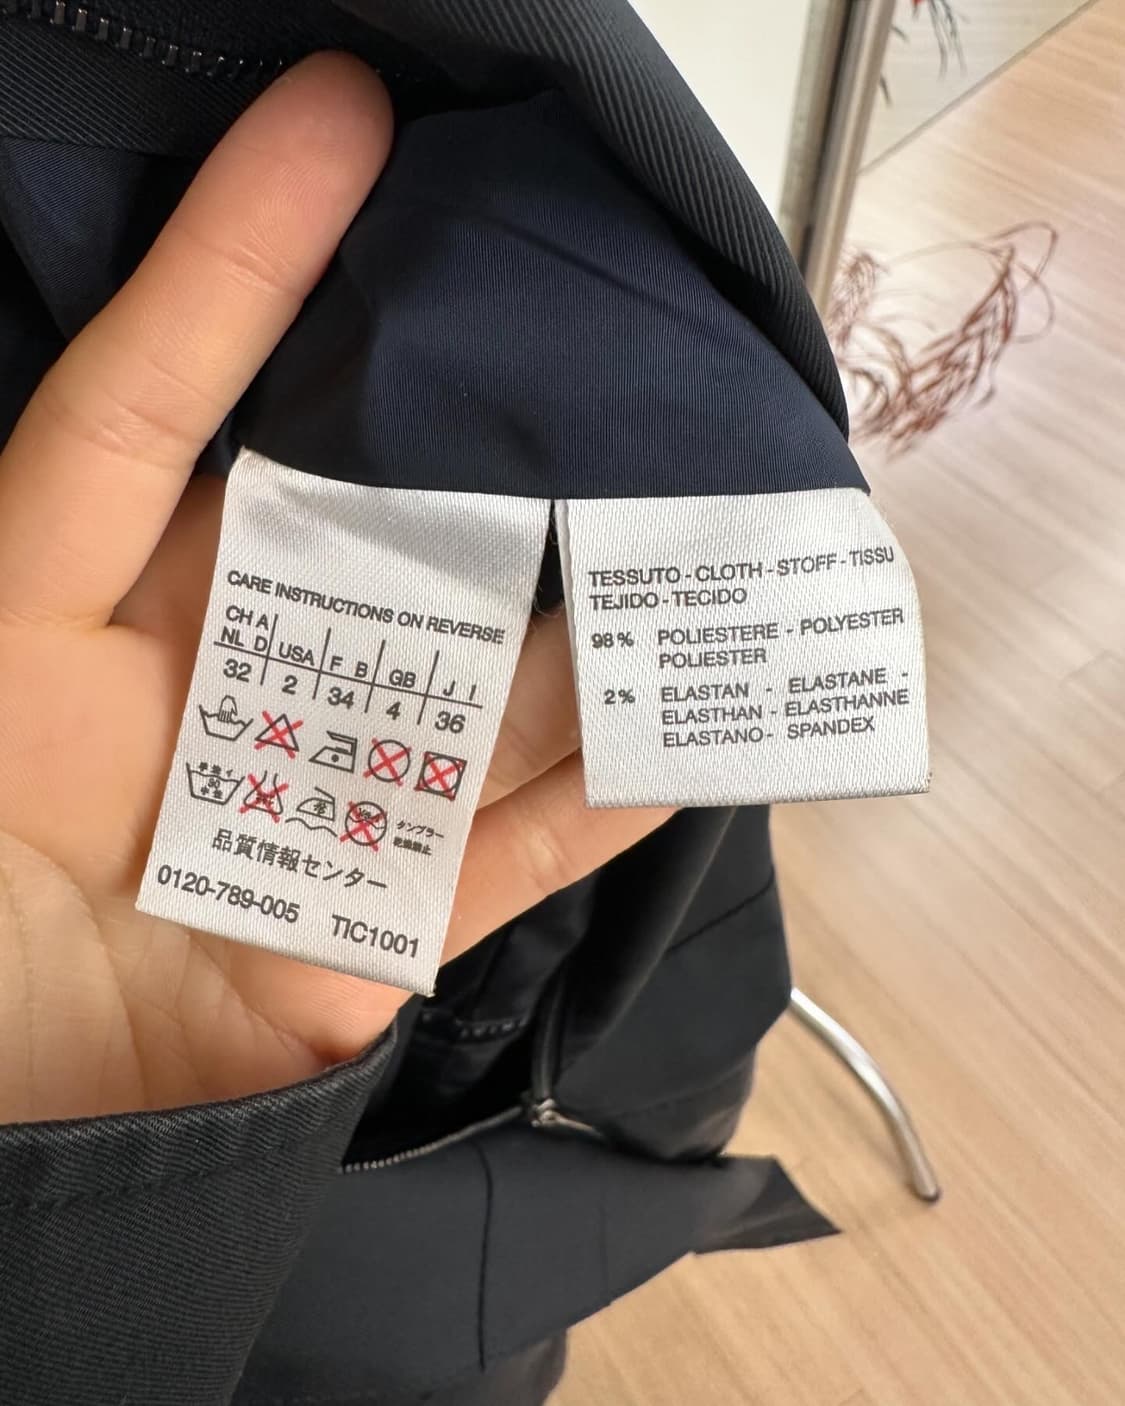 CARE INSTRUCTIONS ON REVERSE
CH A
NL D USA F B GB J I
32 2 34 4 36
品質情報センター
0120-789-005 TIC1001
TESSUTO - CLOTH - STOFF - TISSU
TEJIDO - TECIDO
98% POLIESTERE - POLYESTER
POLIESTER
2% ELASTAN - ELASTANE -
ELASTHAN - ELASTHANNE
ELASTANO - SPANDEX